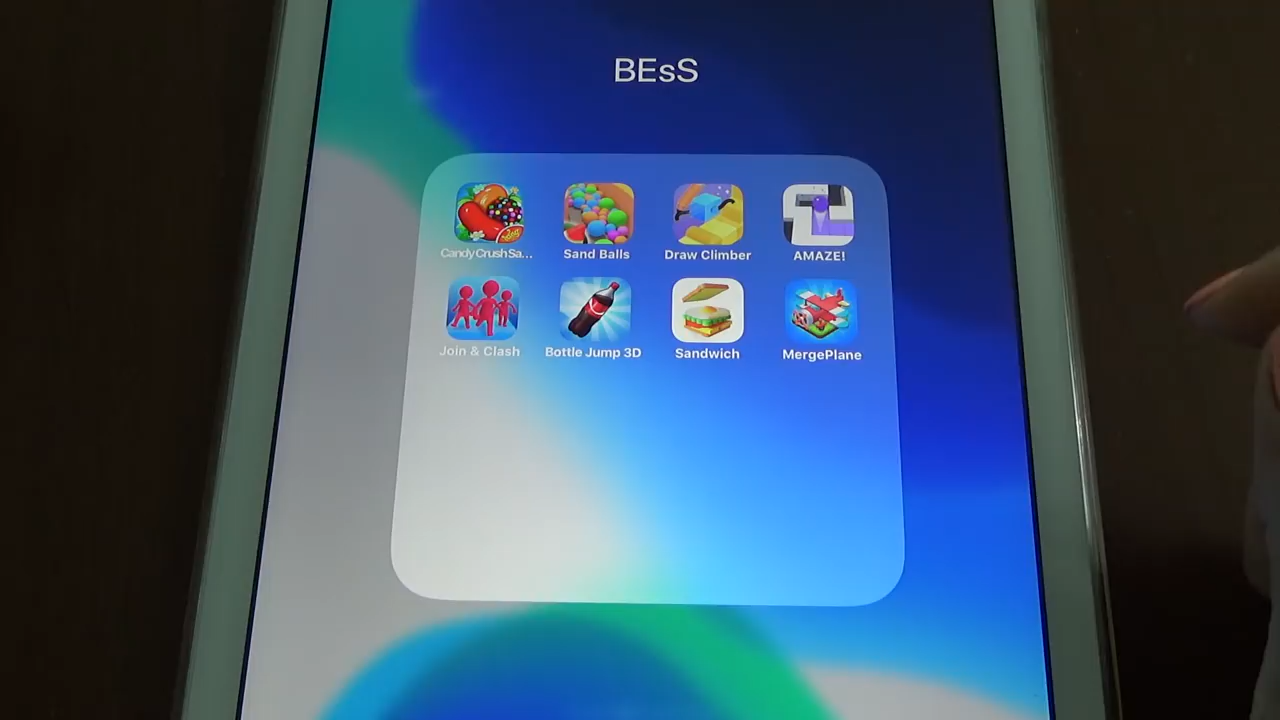 BEsS
Candy Crush Sa...
Sand Balls
Draw Climber
AMAZE!
Join & Clash
Bottle Jump 3D
Sandwich
MergePlane